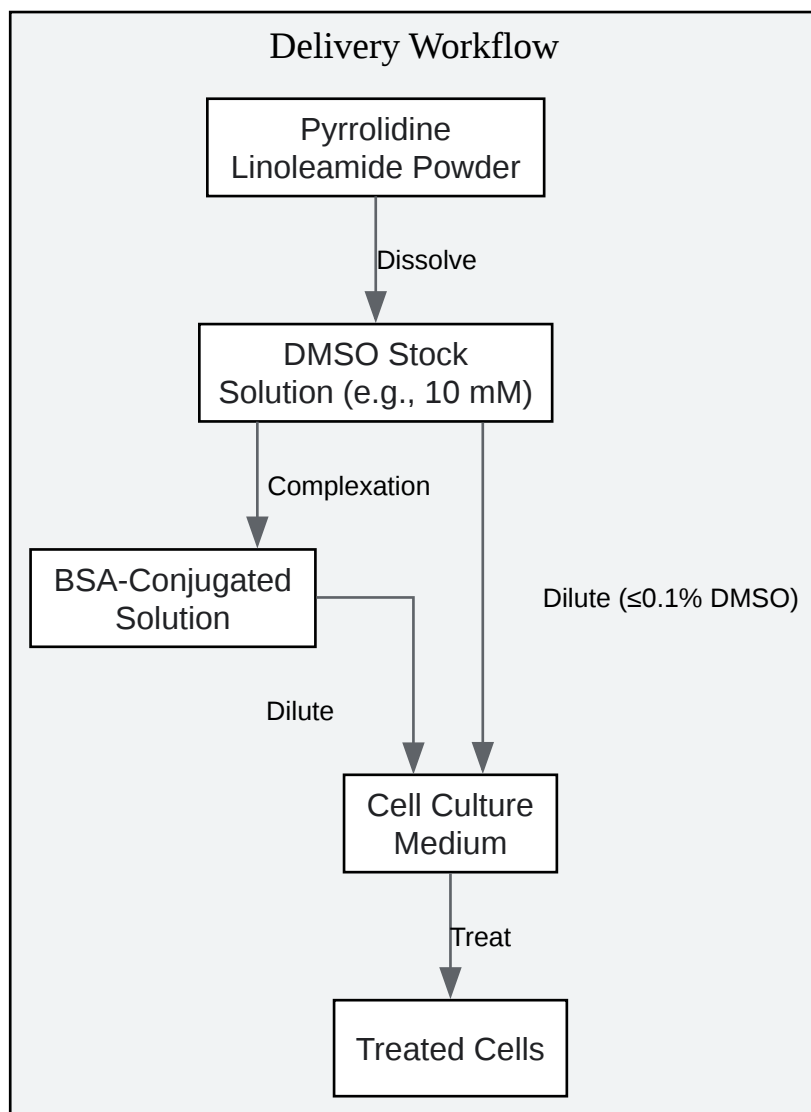 Delivery Workflow
Pyrrolidine
Linoleamide Powder
Dissolve
DMSO Stock
Solution (e.g., 10 mM)
Complexation
BSA-Conjugated
Solution
Dilute (≤0.1% DMSO)
Dilute
Cell Culture
Medium
Treat
Treated Cells